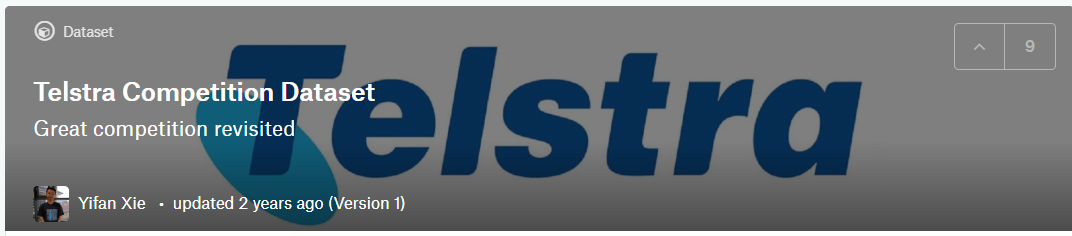 Dataset
9
Telstra
Telstra Competition Dataset
Great competition revisited
Yifan Xie • updated 2 years ago (Version 1)